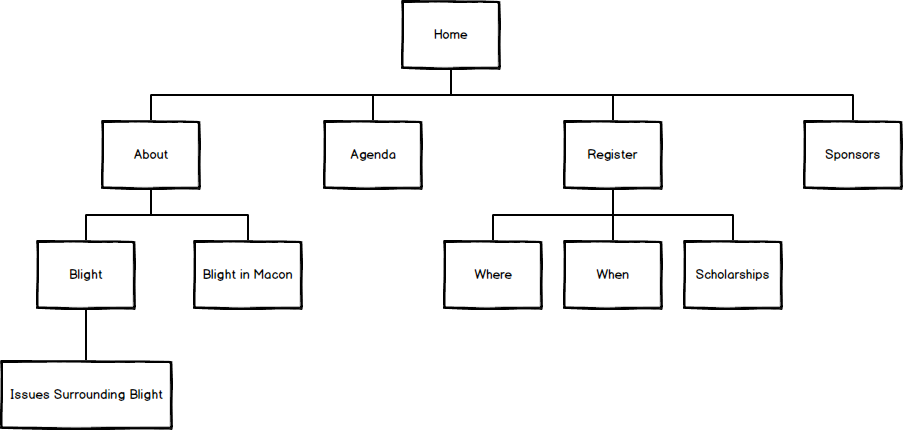 Home
About
Agenda
Register
Sponsors
Blight
Blight in Macon
Where
When
Scholarships
Issues Surrounding Blight